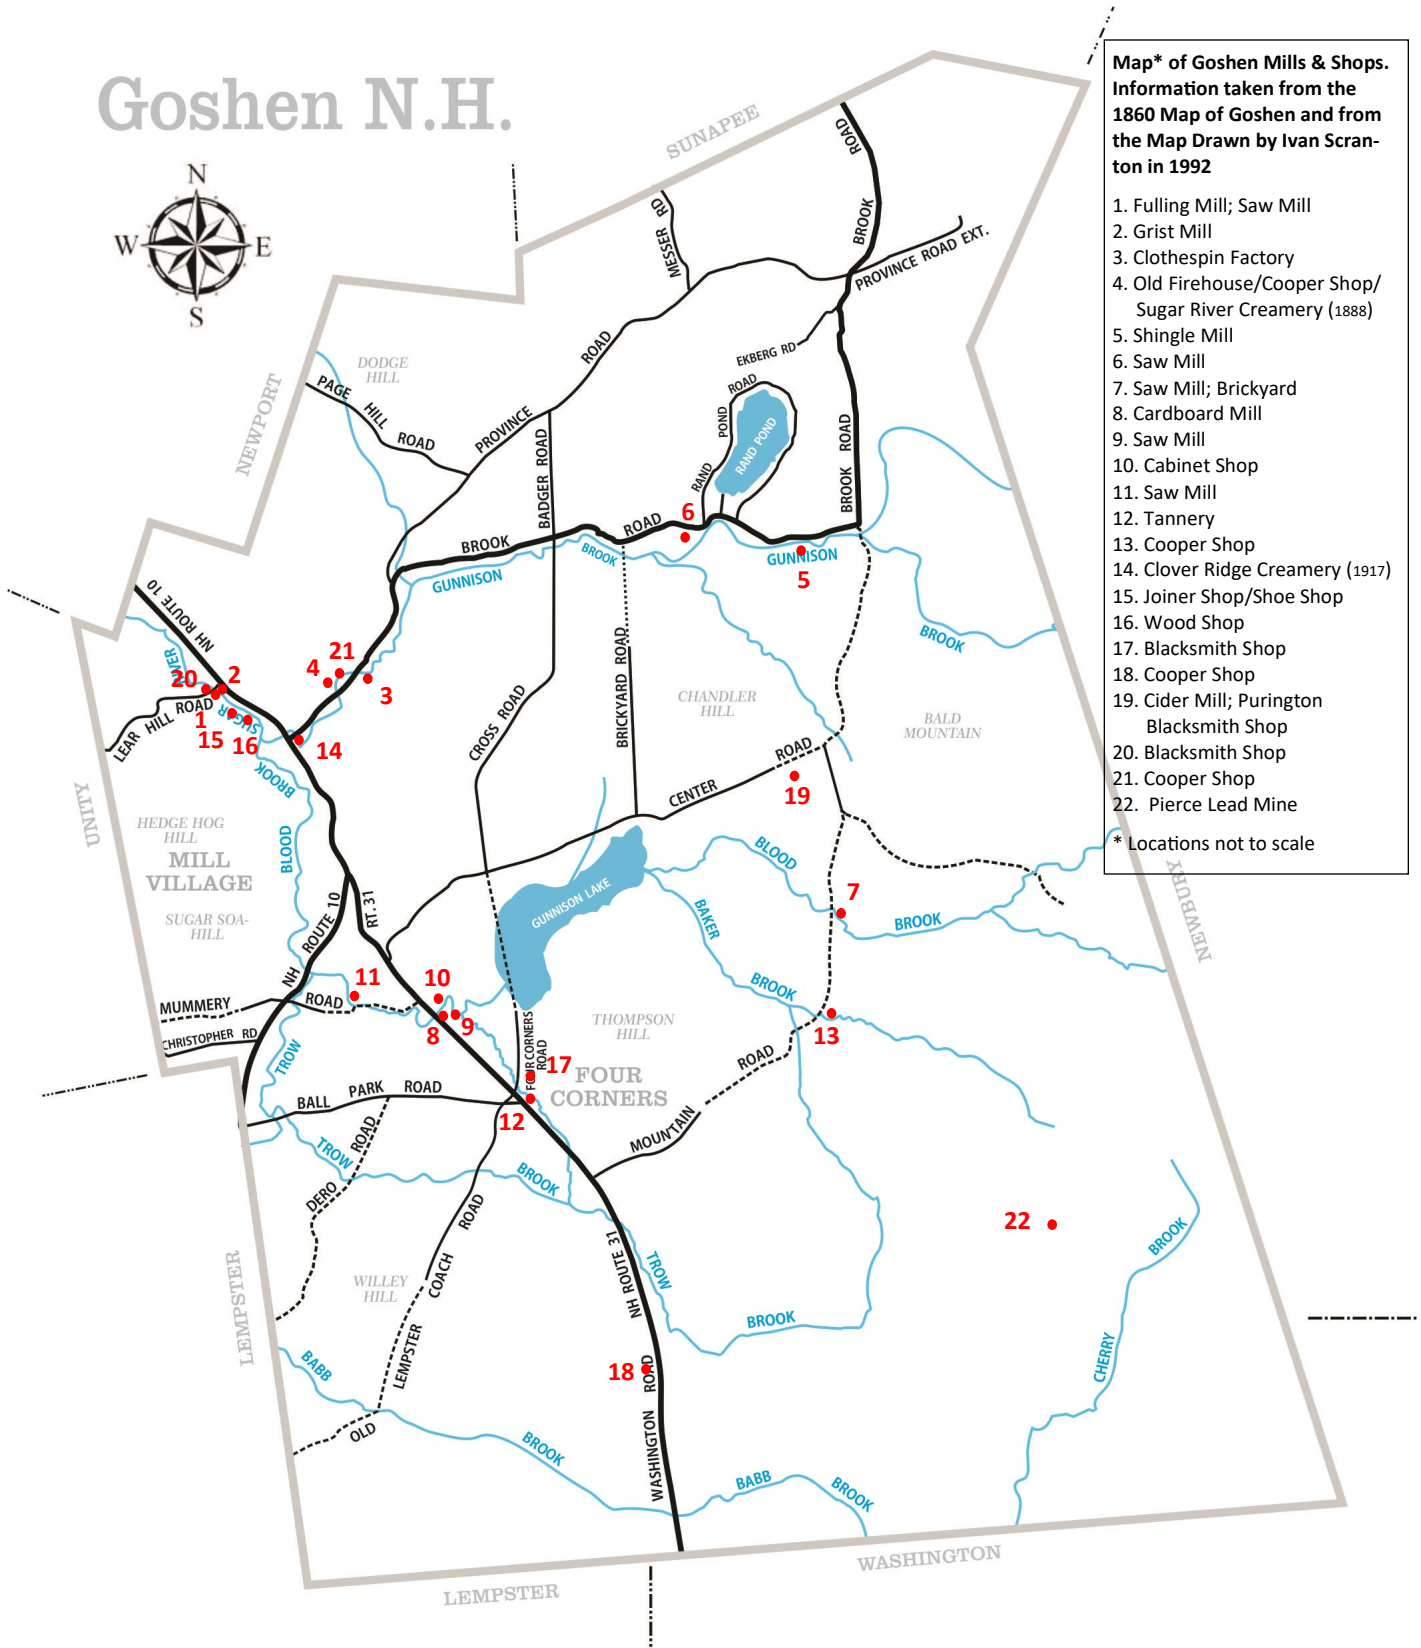 Goshen N.H.
Map* of Goshen Mills & Shops.
Information taken from the
1860 Map of Goshen and from
the Map Drawn by Ivan Scran-
ton in 1992
1. Fulling Mill; Saw Mill
2. Grist Mill
3. Clothespin Factory
4. Old Firehouse/Cooper Shop/
Sugar River Creamery (1888)
5. Shingle Mill
6. Saw Mill
7. Saw Mill; Brickyard
8. Cardboard Mill
9. Saw Mill
10. Cabinet Shop
11. Saw Mill
12. Tannery
13. Cooper Shop
14. Clover Ridge Creamery (1917)
15. Joiner Shop/Shoe Shop
16. Wood Shop
17. Blacksmith Shop
18. Cooper Shop
19. Cider Mill; Purington
Blacksmith Shop
20. Blacksmith Shop
21. Cooper Shop
22. Pierce Lead Mine
* Locations not to scale
N
W
E
S
SUNAPEE
ROAD
BROOK
MESSER RD
PROVINCE ROAD EXT.
ROAD
EKBERG RD
DODGE
HILL
PAGE HILL ROAD
NEWPORT
PROVINCE
BADGER ROAD
RAND POND ROAD
RAND POND
BROOK ROAD
6
BROOK
ROAD
BROOK
GUNNISON
GUNNISON
5
BROOK
NH ROUTE 10
RIVER
SUGAR
20
2
4
21
3
LEAR HILL ROAD
1
15
16
14
BROOK
CROSS ROAD
BRICKYARD ROAD
CHANDLER
HILL
BALD
MOUNTAIN
CENTER
ROAD
19
UNITY
HEDGE HOG
HILL
MILL
VILLAGE
SUGAR SOA-
HILL
BLOOD
NH ROUTE 10
RT. 31
GUNNISON LAKE
BLOOD
BROOK
7
BAKER
BROOK
NEWBURY
MUMMERY
ROAD
11
10
8
9
CHRISTOPHER RD
TROW
THOMPSON
HILL
13
FOUR CORNERS
ROAD
17
FOUR
CORNERS
BALL
PARK
ROAD
12
MOUNTAIN
ROAD
TROW
BROOK
DERO
ROAD
22
BROOK
COACH
ROAD
WILLEY
HILL
LEMPSTER
NH ROUTE 31
TROW
BROOK
BABB
LEMPSTER
OLD
18
WASHINGTON
ROAD
CHERRY
BROOK
BABB
BROOK
WASHINGTON
LEMPSTER